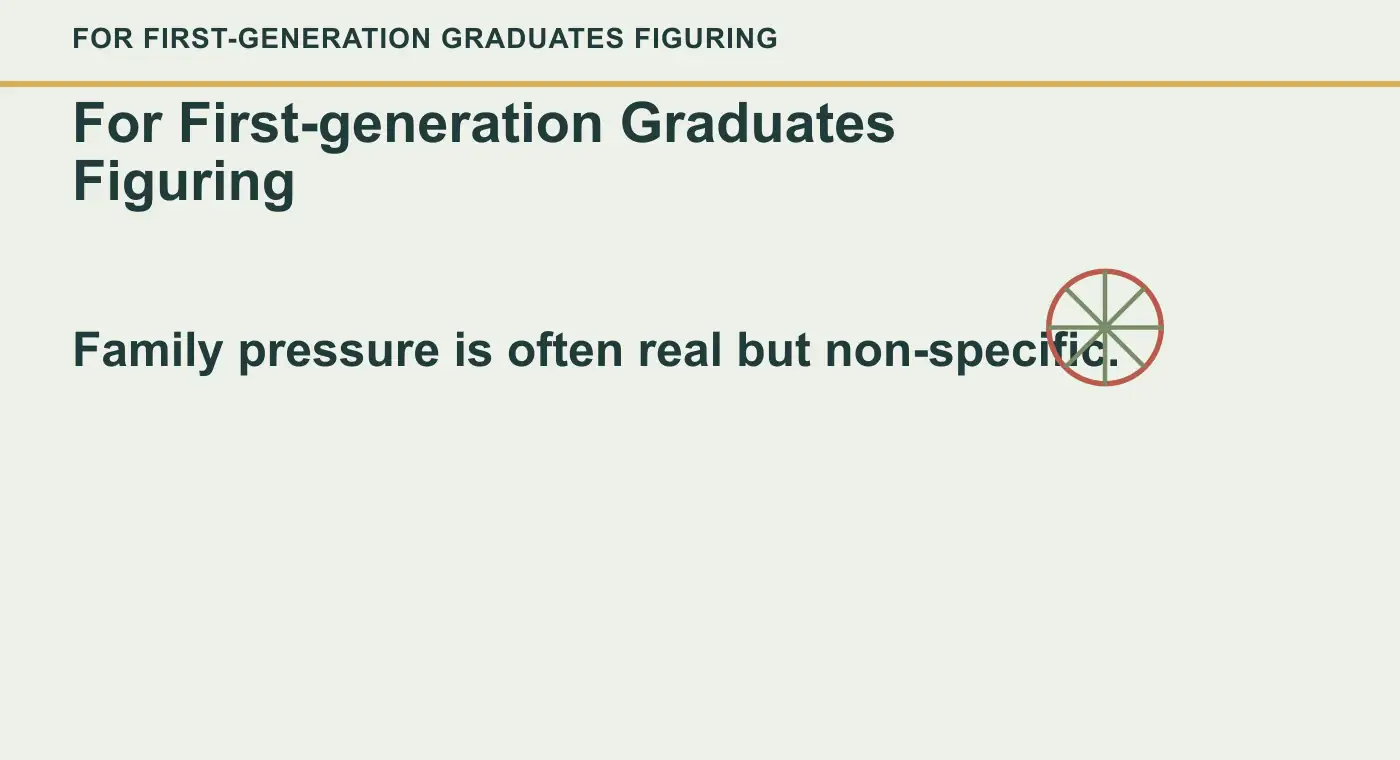 FOR FIRST-GENERATION GRADUATES FIGURING
For First-generation Graduates
Figuring
Family pressure is often real but non-specific.